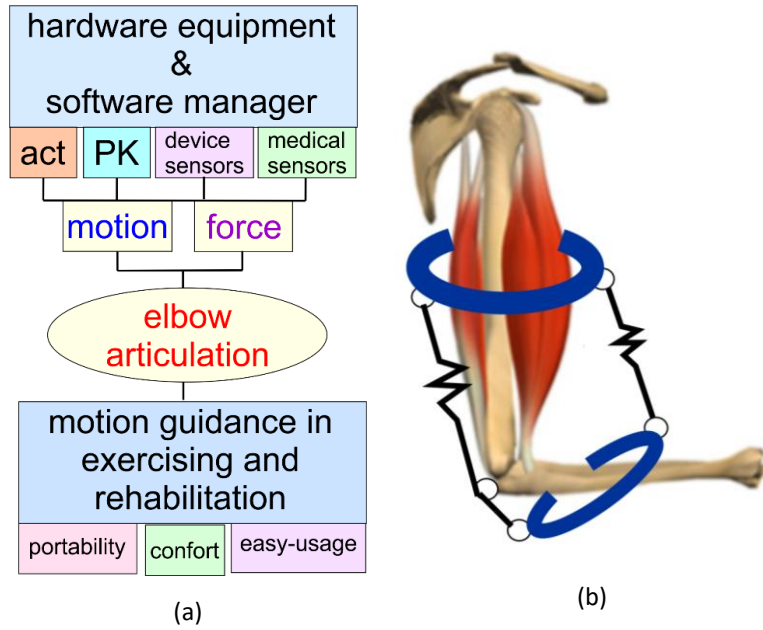 hardware equipment
&
software manager
act
PK
device
sensors
medical
sensors
motion
force
elbow
articulation
motion guidance in
exercising and
rehabilitation
portability
confort
easy-usage
(a)
(b)